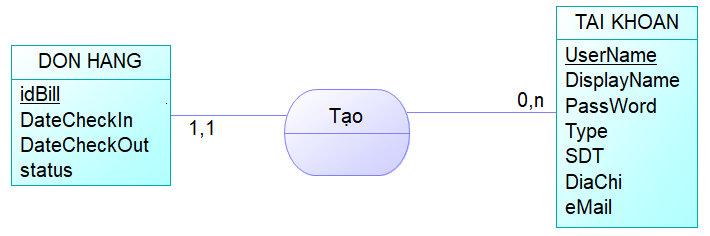 DON HANG
idBill
DateCheckIn
DateCheckOut
status
1,1
Tạo
0,n
TAI KHOAN
UserName
DisplayName
PassWord
Type
SDT
DiaChi
eMail